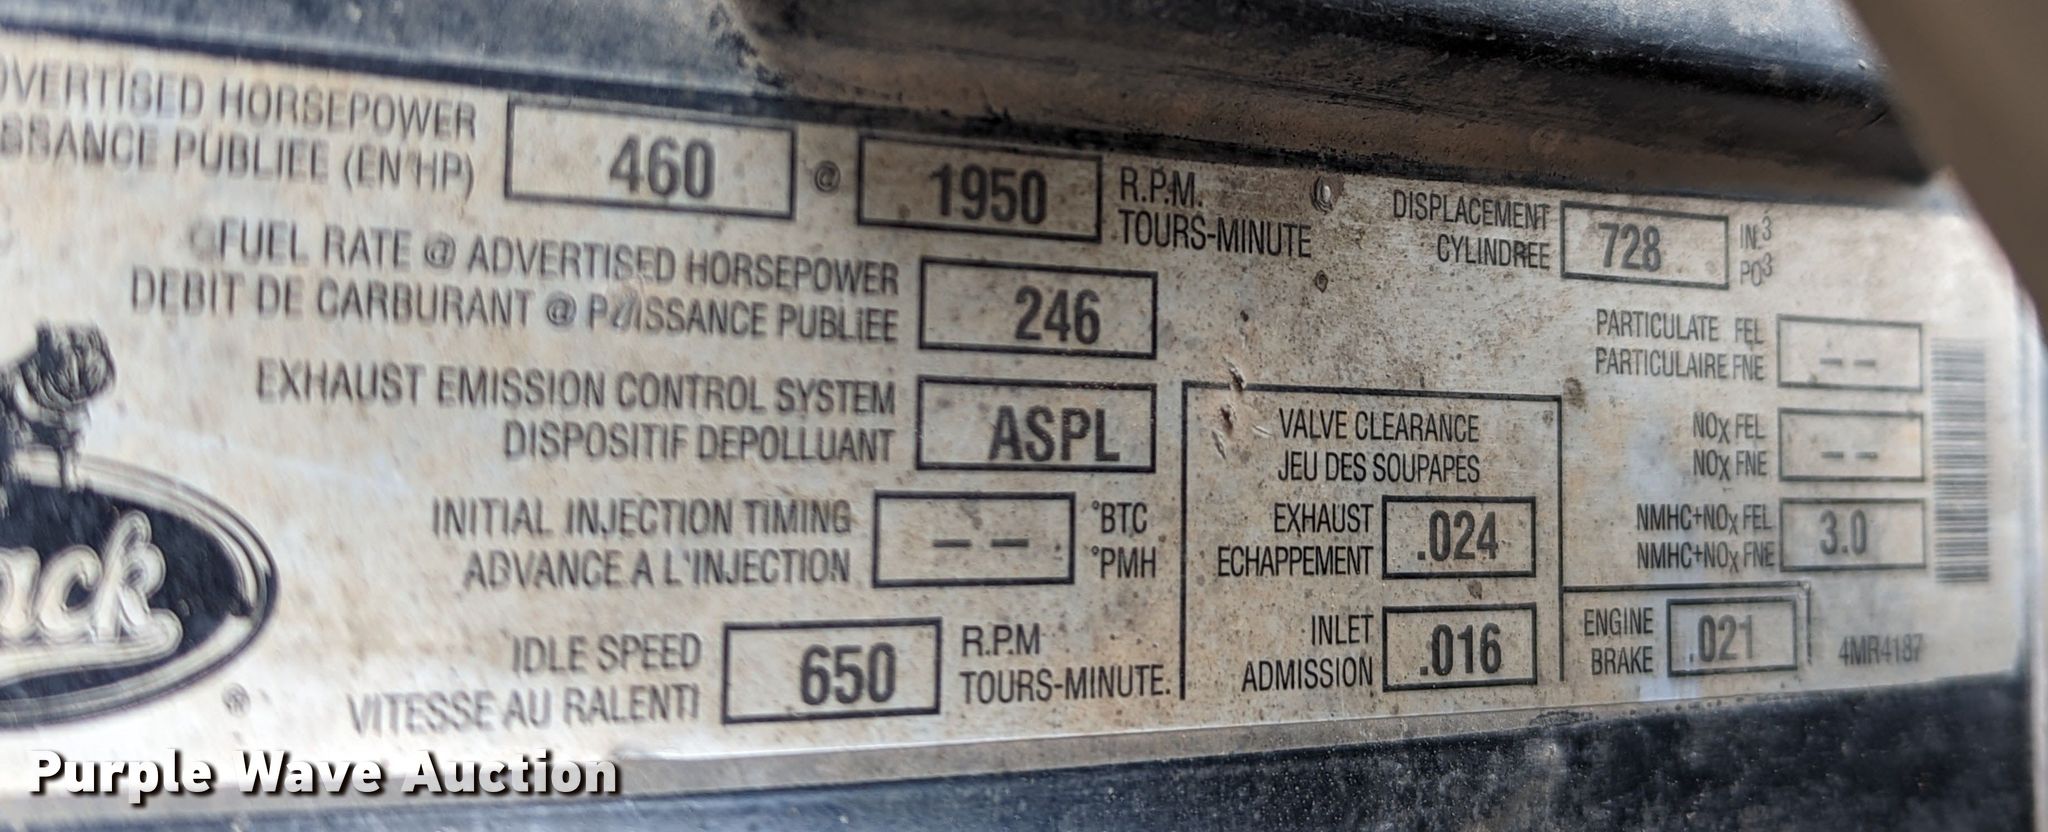 ADVERTISED HORSEPOWER 460 @ 1950 R.P.M.
PUISSANCE PUBLIEE (EN HP) TOURS-MINUTE
DISPLACEMENT 728 IN³
CYLINDREE PO³
FUEL RATE @ ADVERTISED HORSEPOWER 246
DEBIT DE CARBURANT @ PUISSANCE PUBLIEE
EXHAUST EMISSION CONTROL SYSTEM ASPL
DISPOSITIF DEPOLLUANT
INITIAL INJECTION TIMING – – °BTC
ADVANCE A L'INJECTION °PMH
IDLE SPEED 650 R.P.M
VITESSE AU RALENTI TOURS-MINUTE.
VALVE CLEARANCE
JEU DES SOUPAPES
EXHAUST .024
ECHAPPEMENT
INLET .016
ADMISSION
PARTICULATE FEL – –
PARTICULAIRE FNE
NOx FEL – –
NOx FNE
NMHC+NOx FEL 3.0
NMHC+NOx FNE
ENGINE .021
BRAKE
4MR4187
ack
®
Purple Wave Auction